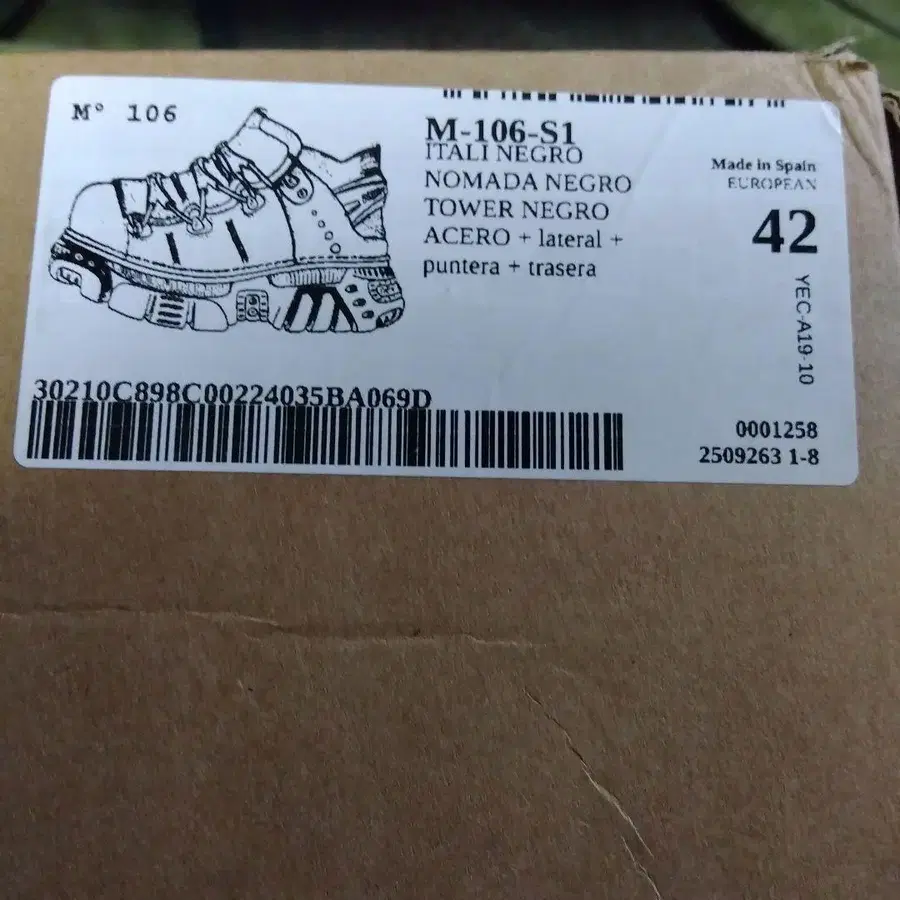 M° 106
M-106-S1
ITALI NEGRO
NOMADA NEGRO
TOWER NEGRO
ACERO + lateral +
puntera + trasera
Made in Spain
EUROPEAN
42
YEC-A19-10
30210C898C00224035BA069D
0001258
2509263 1-8